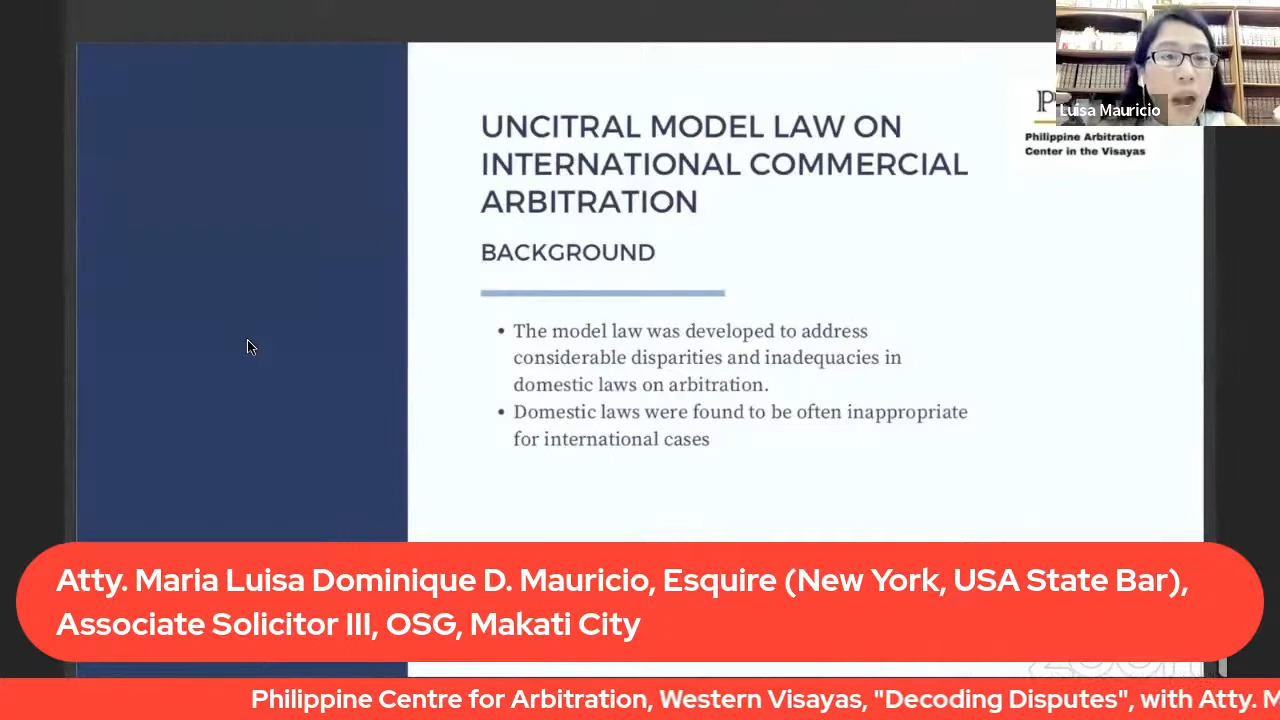 UNCITRAL MODEL LAW ON
INTERNATIONAL COMMERCIAL
ARBITRATION
BACKGROUND
• The model law was developed to address
considerable disparities and inadequacies in
domestic laws on arbitration.
• Domestic laws were found to be often inappropriate
for international cases
Luisa Mauricio
Philippine Arbitration
Center in the Visayas
Atty. Maria Luisa Dominique D. Mauricio, Esquire (New York, USA State Bar),
Associate Solicitor III, OSG, Makati City
zoom
Philippine Centre for Arbitration, Western Visayas, "Decoding Disputes", with Atty. M